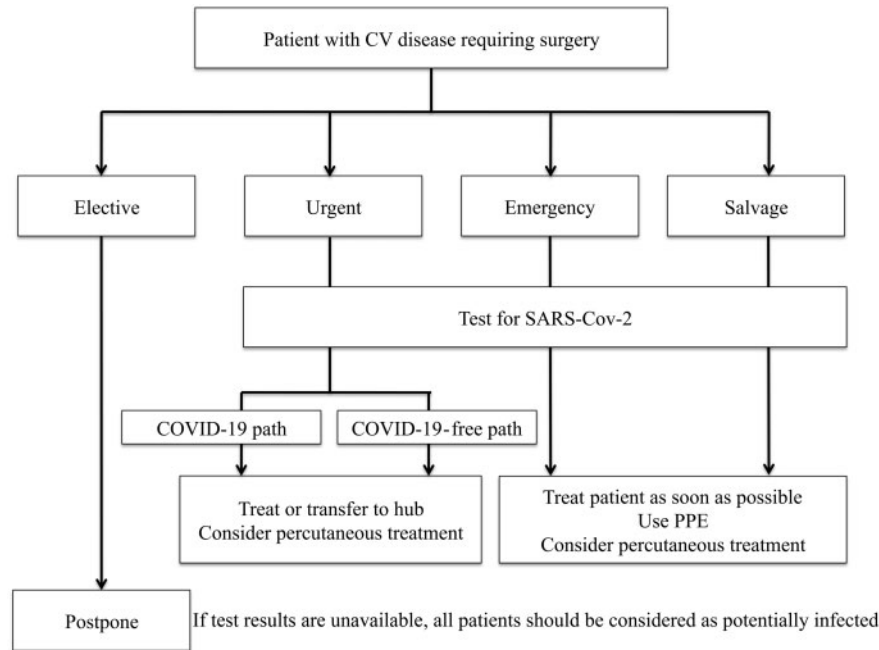 Patient with CV disease requiring surgery
Elective
Urgent
Emergency
Salvage
Test for SARS-Cov-2
COVID-19 path
COVID-19-free path
Treat or transfer to hub
Consider percutaneous treatment
Treat patient as soon as possible
Use PPE
Consider percutaneous treatment
Postpone
If test results are unavailable, all patients should be considered as potentially infected